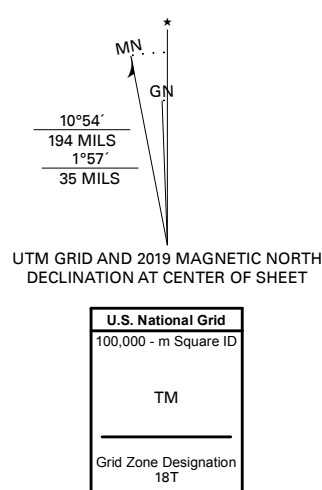 ★
MN
GN
10°54´
194 MILS
1°57´
35 MILS
UTM GRID AND 2019 MAGNETIC NORTH
DECLINATION AT CENTER OF SHEET
U.S. National Grid
100,000 - m Square ID
TM
Grid Zone Designation
18T